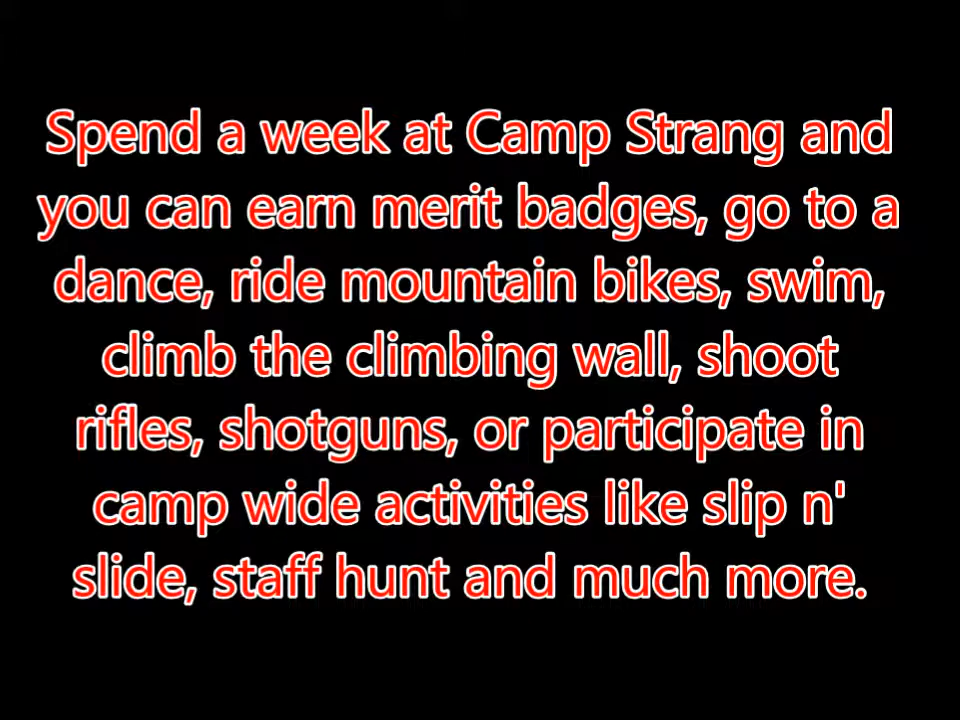 Spend a week at Camp Strang and
you can earn merit badges, go to a
dance, ride mountain bikes, swim,
climb the climbing wall, shoot
rifles, shotguns, or participate in
camp wide activities like slip n'
slide, staff hunt and much more.